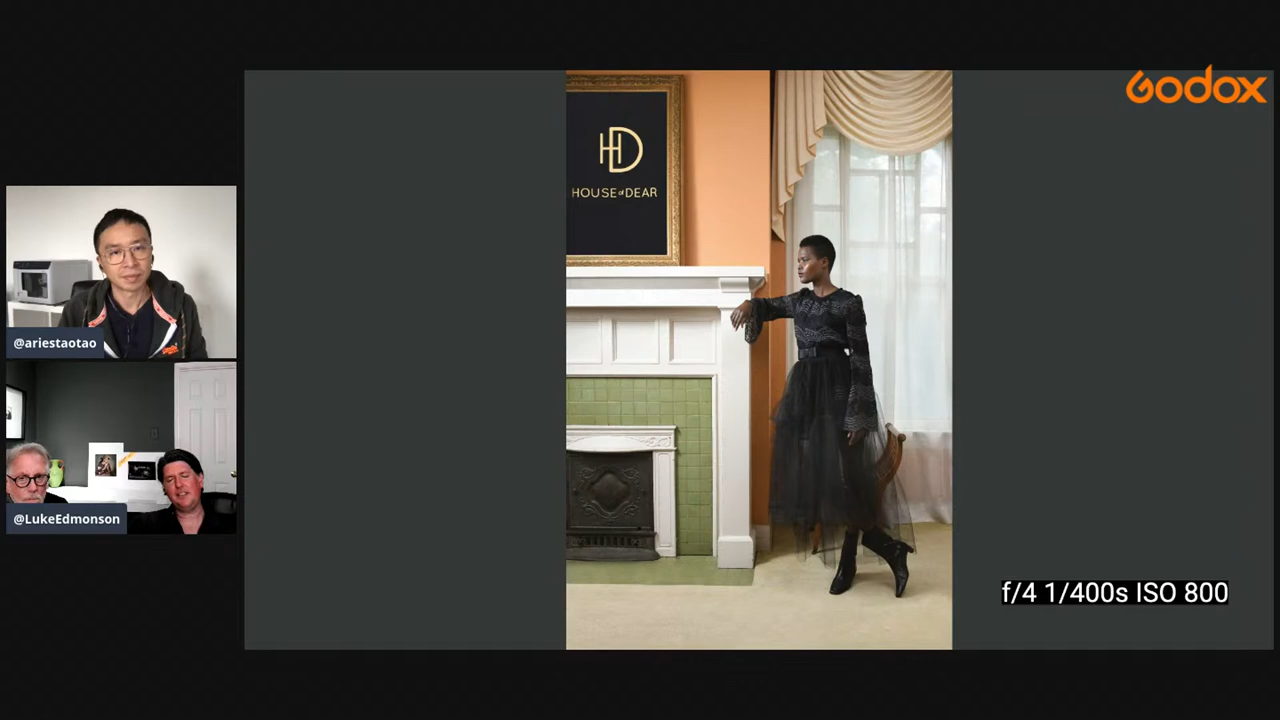 Godox
HD
HOUSE of DEAR
@ariestaotao
@LukeEdmonson
f/4 1/400s ISO 800